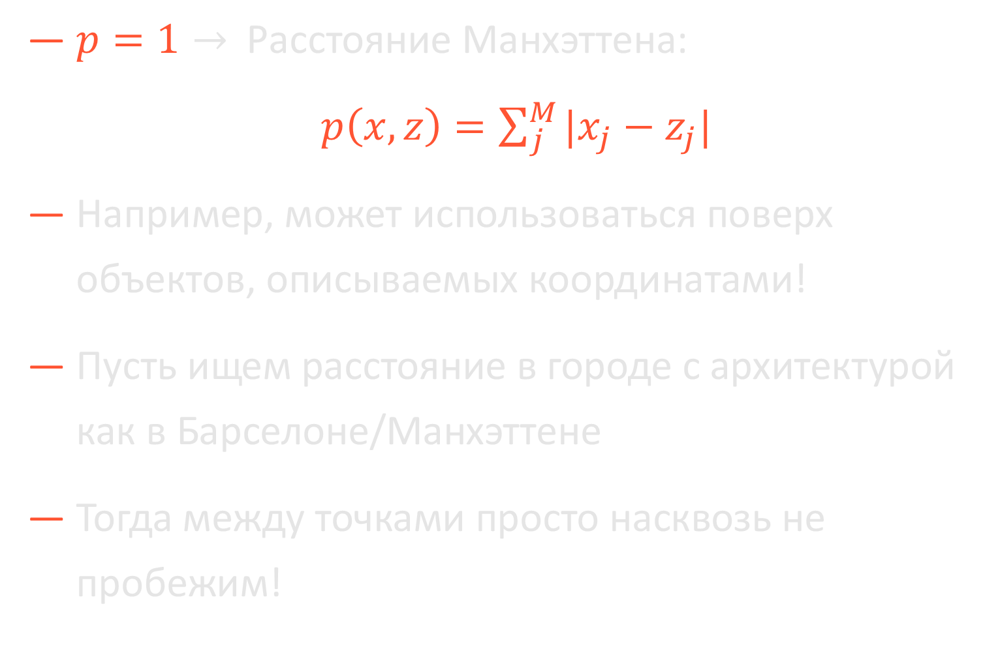 — p = 1 → Расстояние Манхэттена:
p(x, z) = ∑_j^M |x_j − z_j|
— Например, может использоваться поверх
объектов, описываемых координатами!
— Пусть ищем расстояние в городе с архитектурой
как в Барселоне/Манхэттене
— Тогда между точками просто насквозь не
пробежим!